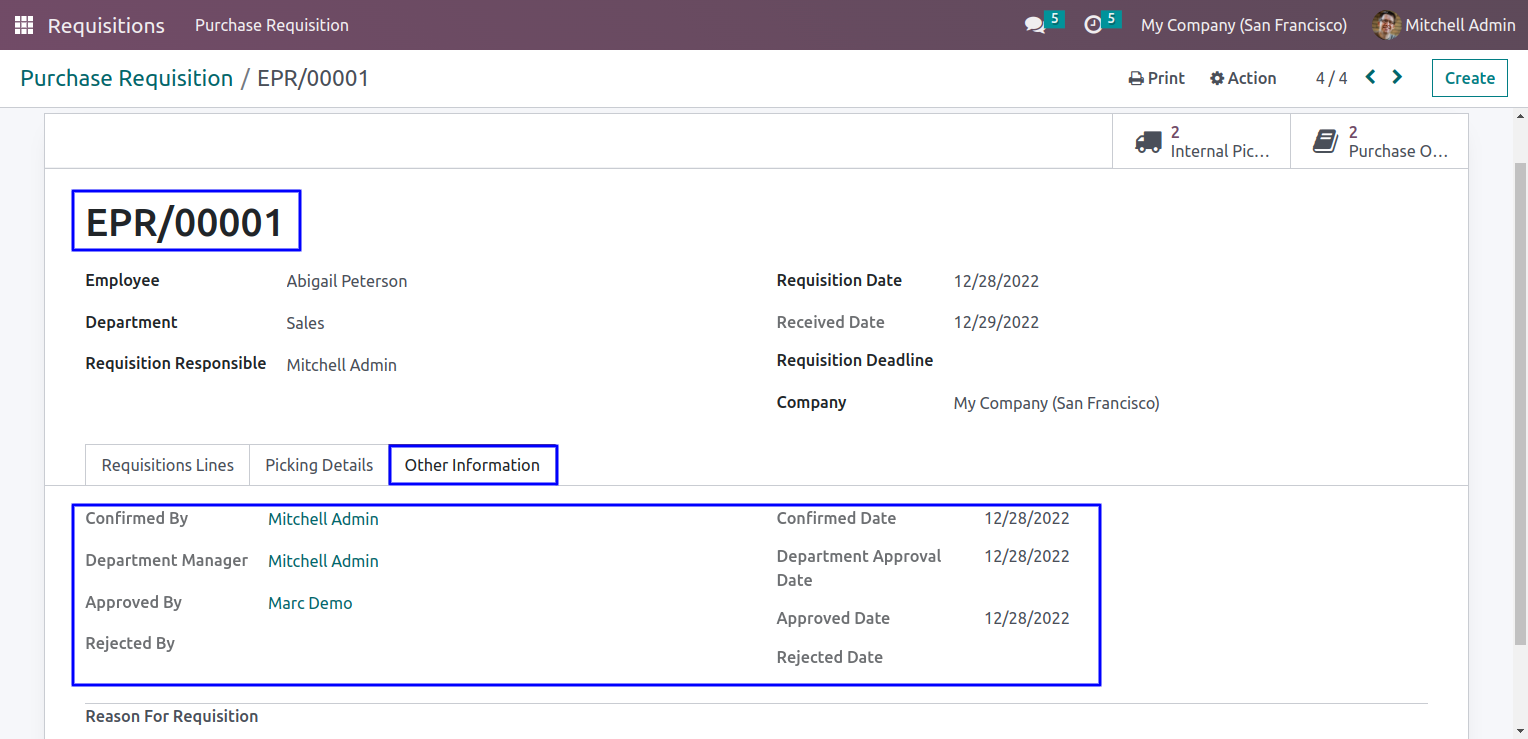 Requisitions Purchase Requisition 5 5 My Company (San Francisco) Mitchell Admin
Purchase Requisition / EPR/00001 Print Action 4 / 4 Create
2 Internal Pic...
2 Purchase O...
EPR/00001
Employee Abigail Peterson
Department Sales
Requisition Responsible Mitchell Admin
Requisition Date 12/28/2022
Received Date 12/29/2022
Requisition Deadline
Company My Company (San Francisco)
Requisitions Lines Picking Details Other Information
Confirmed By Mitchell Admin
Department Manager Mitchell Admin
Approved By Marc Demo
Rejected By
Confirmed Date 12/28/2022
Department Approval 12/28/2022
Date
Approved Date 12/28/2022
Rejected Date
Reason For Requisition